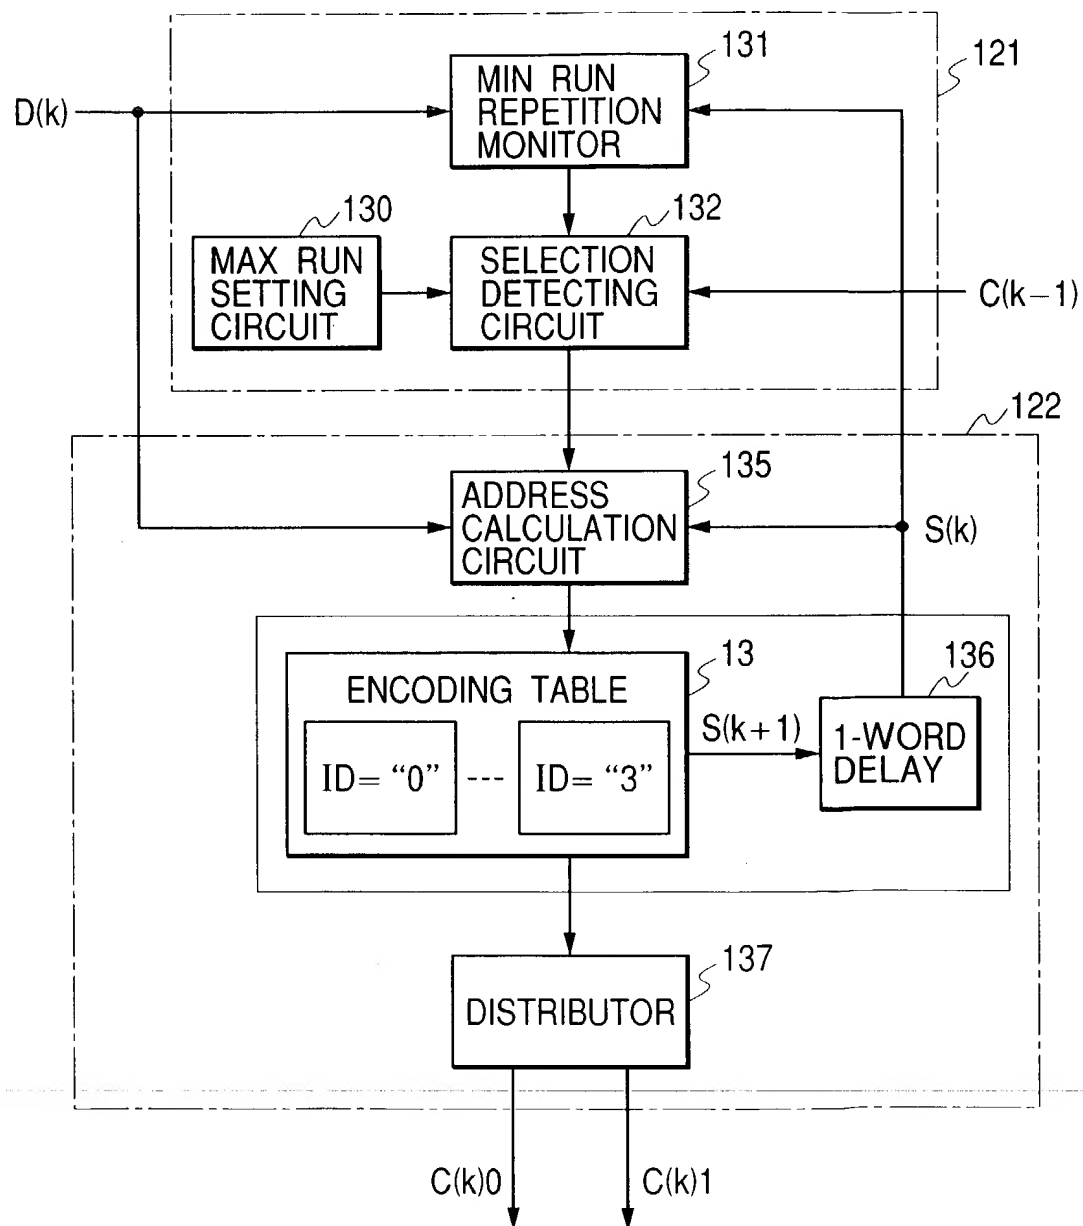 131
121
MIN RUN
REPETITION
MONITOR
D(k)
130
132
MAX RUN
SETTING
CIRCUIT
SELECTION
DETECTING
CIRCUIT
C(k−1)
122
135
ADDRESS
CALCULATION
CIRCUIT
S(k)
13
136
ENCODING TABLE
S(k+1)
1-WORD
DELAY
ID= “0” --- ID= “3”
137
DISTRIBUTOR
C(k)0
C(k)1